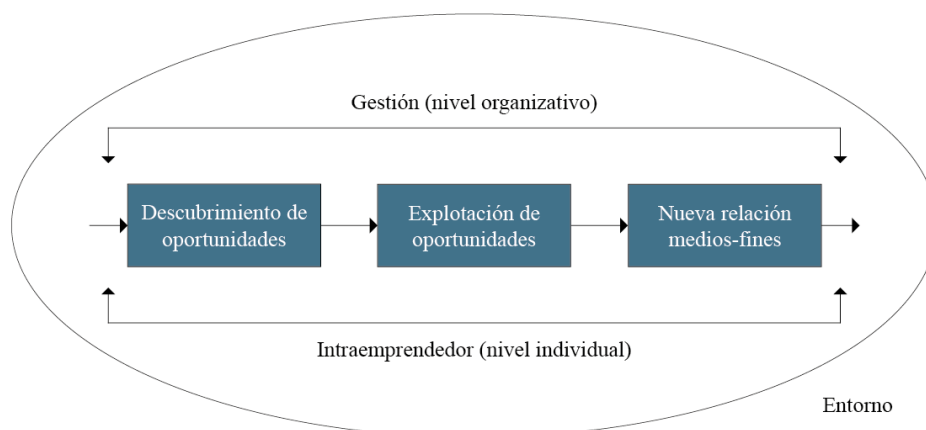 Gestión (nivel organizativo)
Descubrimiento de
oportunidades
Explotación de
oportunidades
Nueva relación
medios-fines
Intraemprendedor (nivel individual)
Entorno